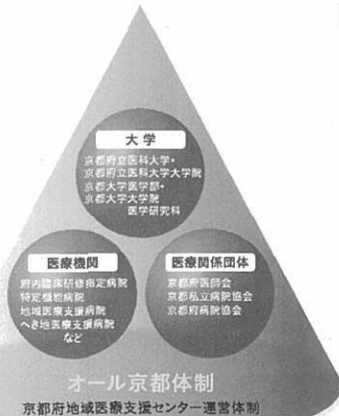 大学
京都府立医科大学・
京都府立医科大学大学院
京都大学医学部・
京都大学大学院
医学研究科
医療機関
府内臨床研修指定病院
特定機能病院
地域医療支援病院
へき地医療支援病院
など
医療関係団体
京都府医師会
京都私立病院協会
京都府病院協会
オール京都体制
京都府地域医療支援センター運営体制